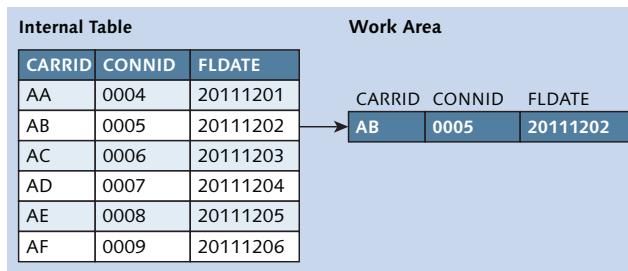 Internal Table
CARRID CONNID FLDATE
AA 0004 20111201
AB 0005 20111202
AC 0006 20111203
AD 0007 20111204
AE 0008 20111205
AF 0009 20111206
Work Area
CARRID CONNID FLDATE
AB 0005 20111202